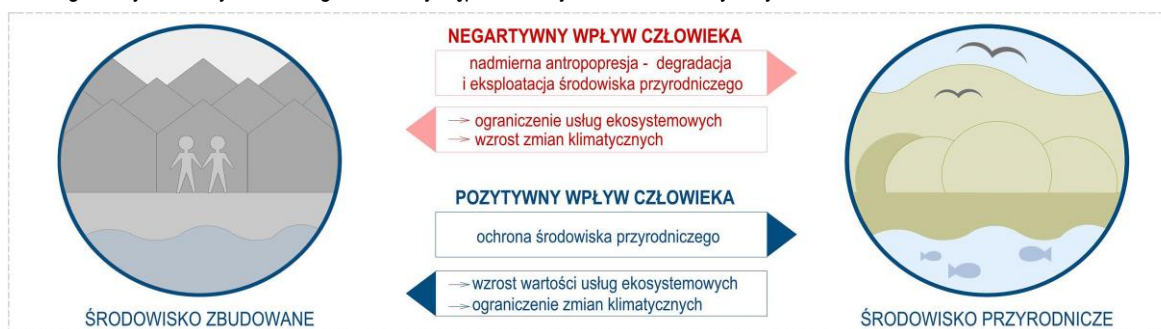 NEGARTYWNY WPŁYW CZŁOWIEKA
nadmierna antropopresja - degradacja
i eksploatacja środowiska przyrodniczego
→ ograniczenie usług ekosystemowych
→ wzrost zmian klimatycznych
POZYTYWNY WPŁYW CZŁOWIEKA
ochrona środowiska przyrodniczego
→ wzrost wartości usług ekosystemowych
→ ograniczenie zmian klimatycznych
ŚRODOWISKO ZBUDOWANE
ŚRODOWISKO PRZYRODNICZE